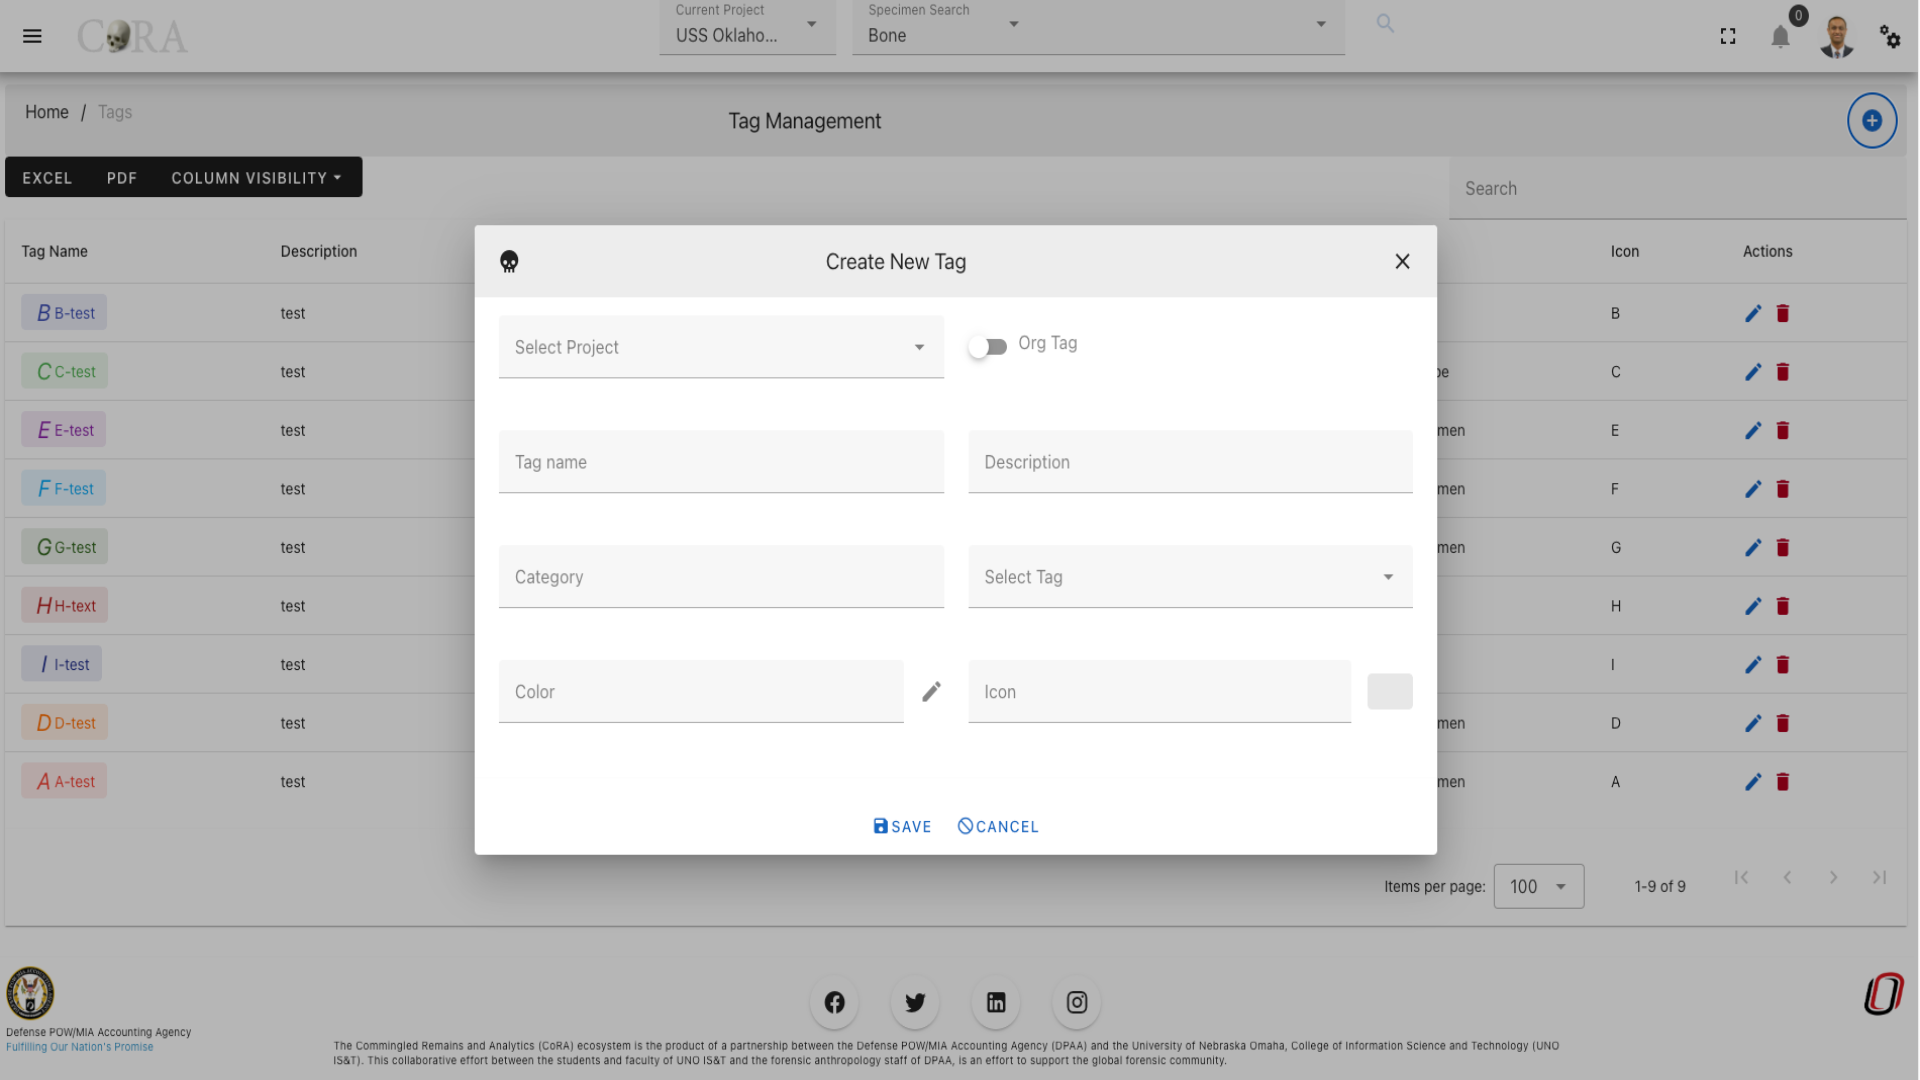 CoRA
Current Project
USS Oklaho...
Specimen Search
Bone
0
Home / Tags
Tag Management
EXCEL PDF COLUMN VISIBILITY
Search
Tag Name Description Icon Actions
Create New Tag
B B-test test B
Select Project
Org Tag
C C-test test C
E E-test test men E
Tag name
Description
F F-test test men F
G G-test test men G
Category
Select Tag
H H-text test H
I I-test test I
Color
Icon
D D-test test men D
A A-test test men A
SAVE CANCEL
Items per page: 100 1-9 of 9
Defense POW/MIA Accounting Agency
Fulfilling Our Nation's Promise
The Commingled Remains and Analytics (CoRA) ecosystem is the product of a partnership between the Defense POW/MIA Accounting Agency (DPAA) and the University of Nebraska Omaha, College of Information Science and Technology (UNO
IS&T). This collaborative effort between the students and faculty of UNO IS&T and the forensic anthropology staff of DPAA, is an effort to support the global forensic community.